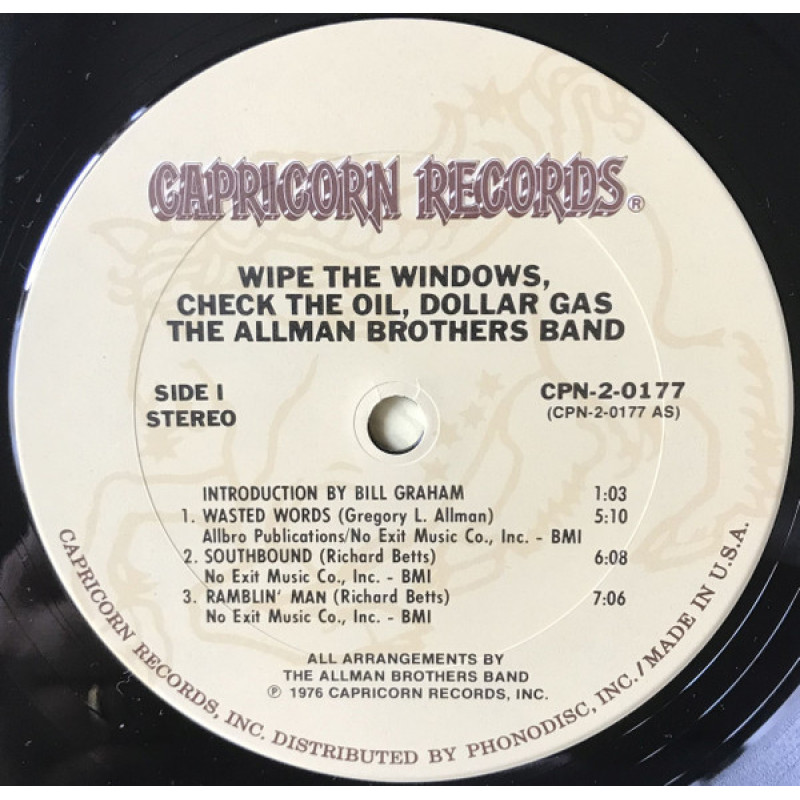 CAPRICORN RECORDS®
WIPE THE WINDOWS,
CHECK THE OIL, DOLLAR GAS
THE ALLMAN BROTHERS BAND
SIDE I
STEREO
CPN-2-0177
(CPN-2-0177 AS)
INTRODUCTION BY BILL GRAHAM 1:03
1. WASTED WORDS (Gregory L. Allman) 5:10
Allbro Publications/No Exit Music Co., Inc. - BMI
2. SOUTHBOUND (Richard Betts) 6:08
No Exit Music Co., Inc. - BMI
3. RAMBLIN' MAN (Richard Betts) 7:06
No Exit Music Co., Inc. - BMI
ALL ARRANGEMENTS BY
THE ALLMAN BROTHERS BAND
℗ 1976 CAPRICORN RECORDS, INC.
CAPRICORN RECORDS, INC. DISTRIBUTED BY PHONODISC, INC./MADE IN U.S.A.